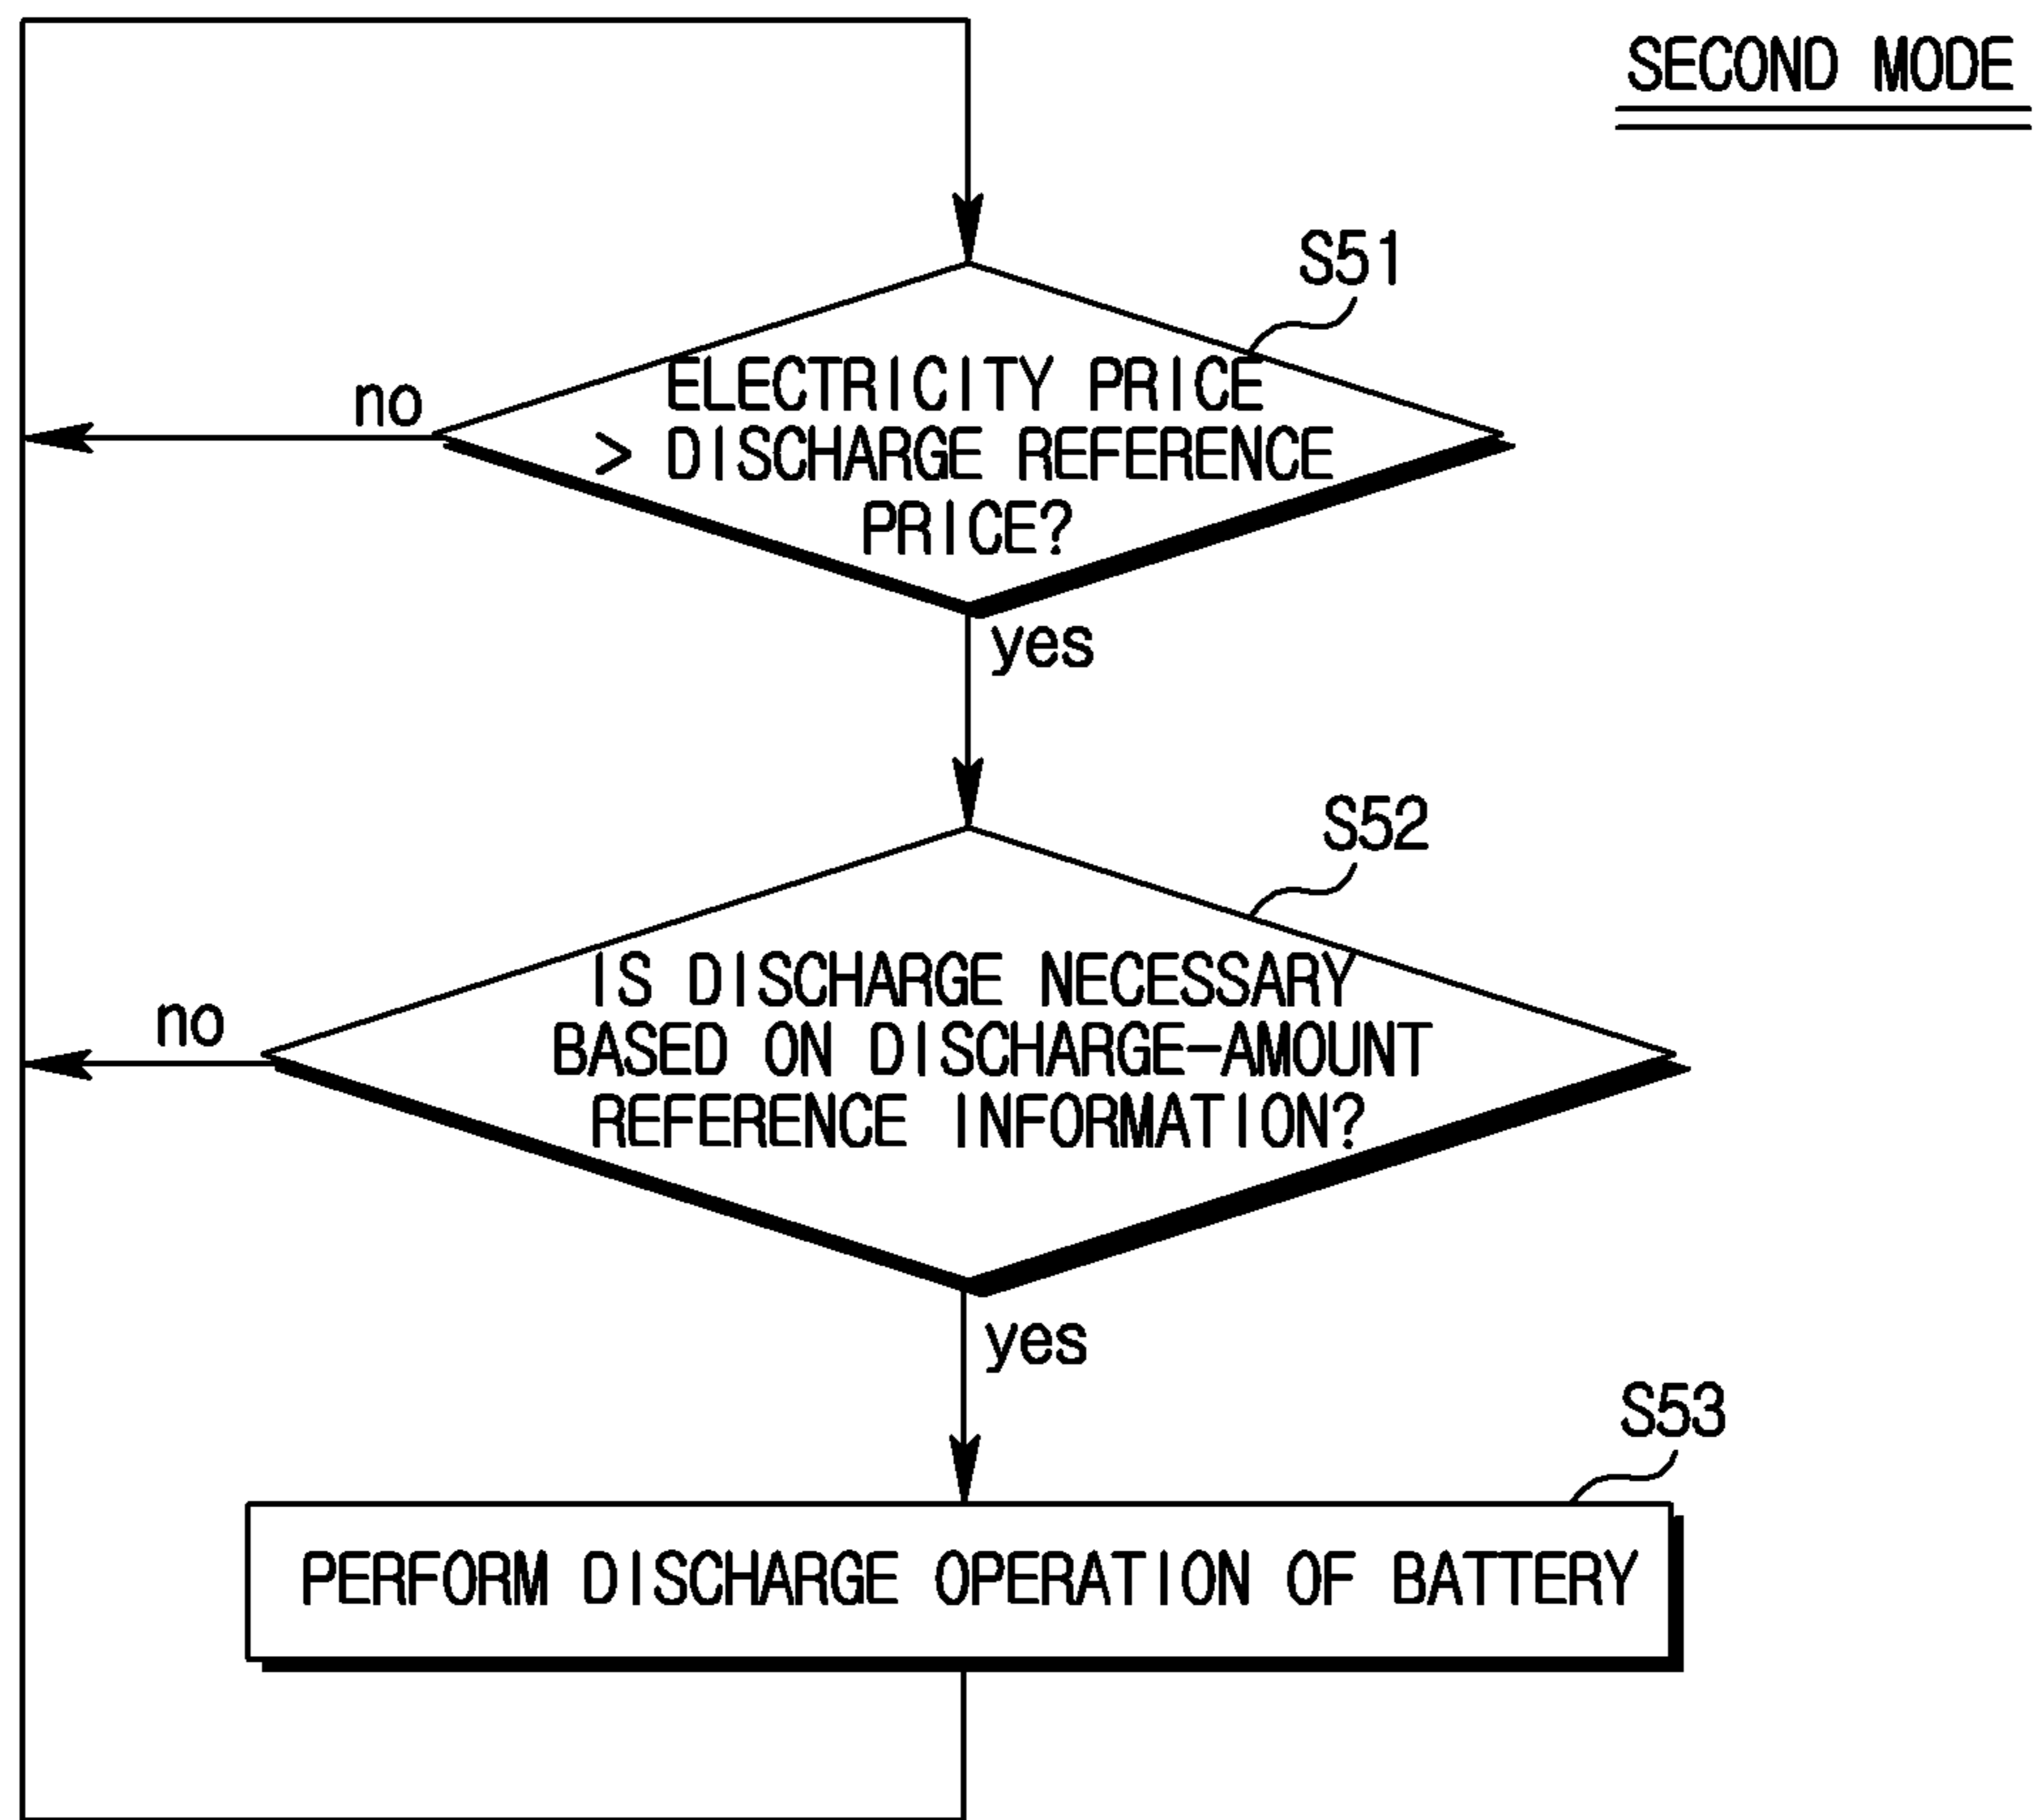 SECOND MODE
S51
ELECTRICITY PRICE
> DISCHARGE REFERENCE
PRICE?
no
yes
S52
IS DISCHARGE NECESSARY
BASED ON DISCHARGE-AMOUNT
REFERENCE INFORMATION?
no
yes
S53
PERFORM DISCHARGE OPERATION OF BATTERY